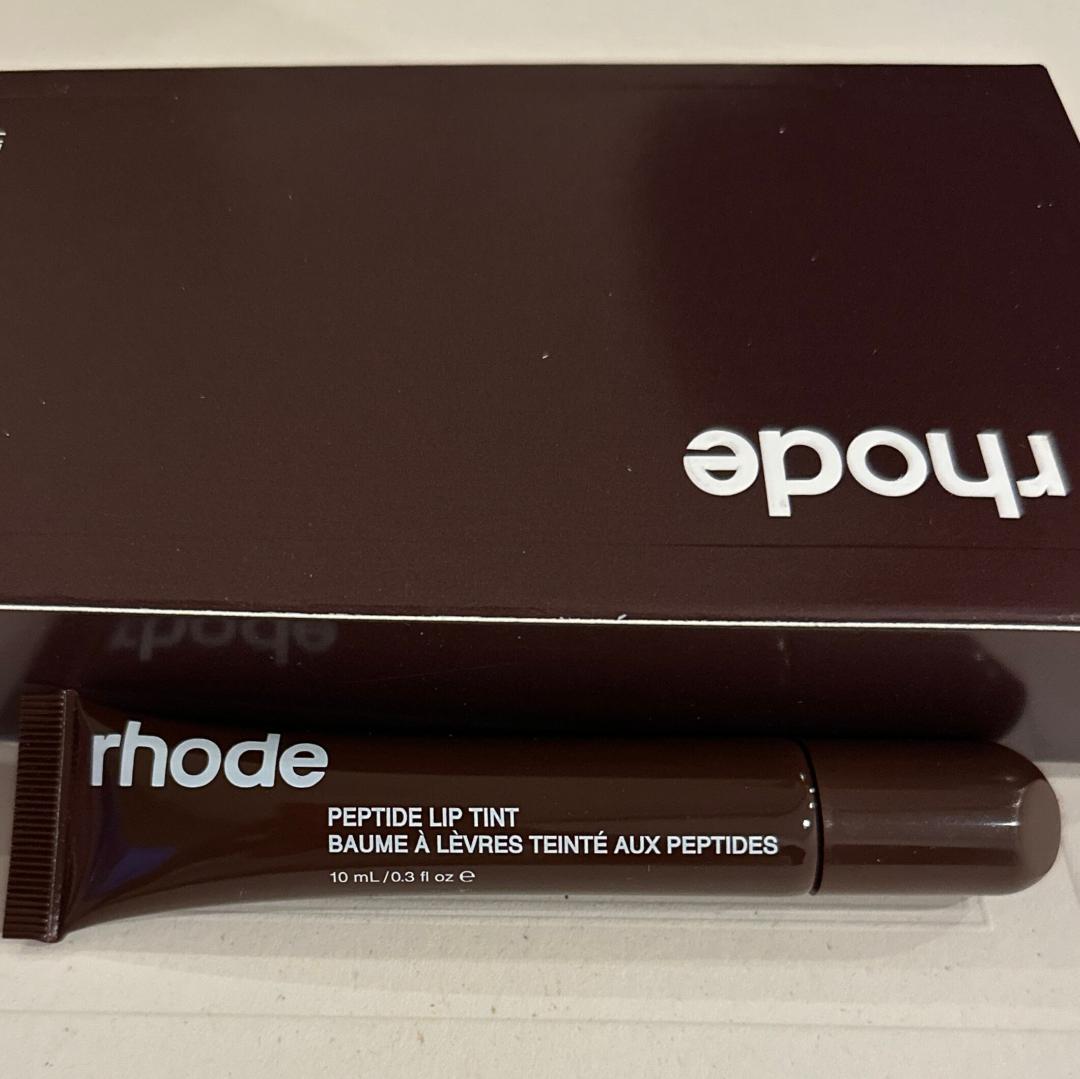 rhode
rhode
PEPTIDE LIP TINT
BAUME À LÈVRES TEINTÉ AUX PEPTIDES
10 mL/0.3 fl oz ℮